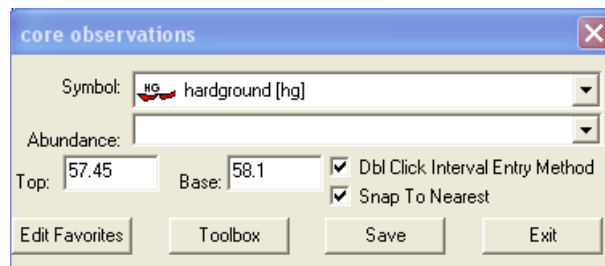 core observations
Symbol: HG hardground [hg]
Abundance:
Top: 57.45 Base: 58.1 Dbl Click Interval Entry Method
Snap To Nearest
Edit Favorites Toolbox Save Exit